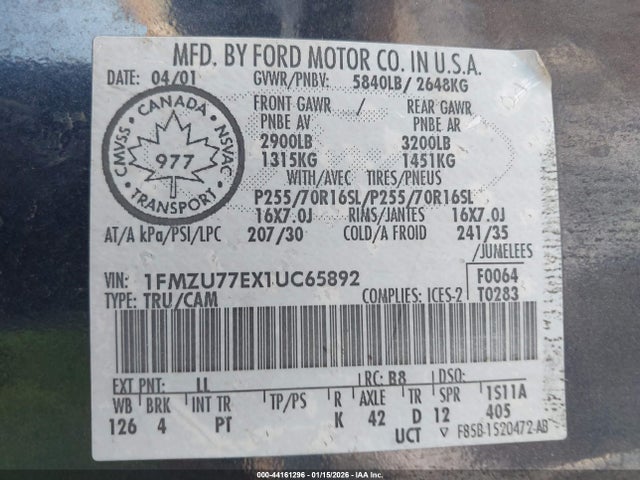 MFD. BY FORD MOTOR CO. IN U.S.A.
DATE: 04/01 GVWR/PNBV: 5840LB/ 2648KG
FRONT GAWR REAR GAWR
PNBE AV PNBE AR
2900LB 3200LB
1315KG 1451KG
WITH/AVEC TIRES/PNEUS
P255/70R16SL/P255/70R16SL
16X7.0J RIMS/JANTES 16X7.0J
AT/A kPa/PSI/LPC 207/30 COLD/A FROID 241/35
/JUMELEES
CANADA
CMVSS NSVAC
977
TRANSPORT
VIN: 1FMZU77EX1UC65892 F0064
TYPE: TRU/CAM COMPLIES: ICES-2 T0283
EXT PNT: LL RC: B8 DSO:
WB BRK INT TR TP/PS R AXLE TR SPR 1S11A
126 4 PT K 42 D 12 405
UCT ▽ F85B-1520472-AB
000-44161296 - 01/15/2026 - IAA Inc.